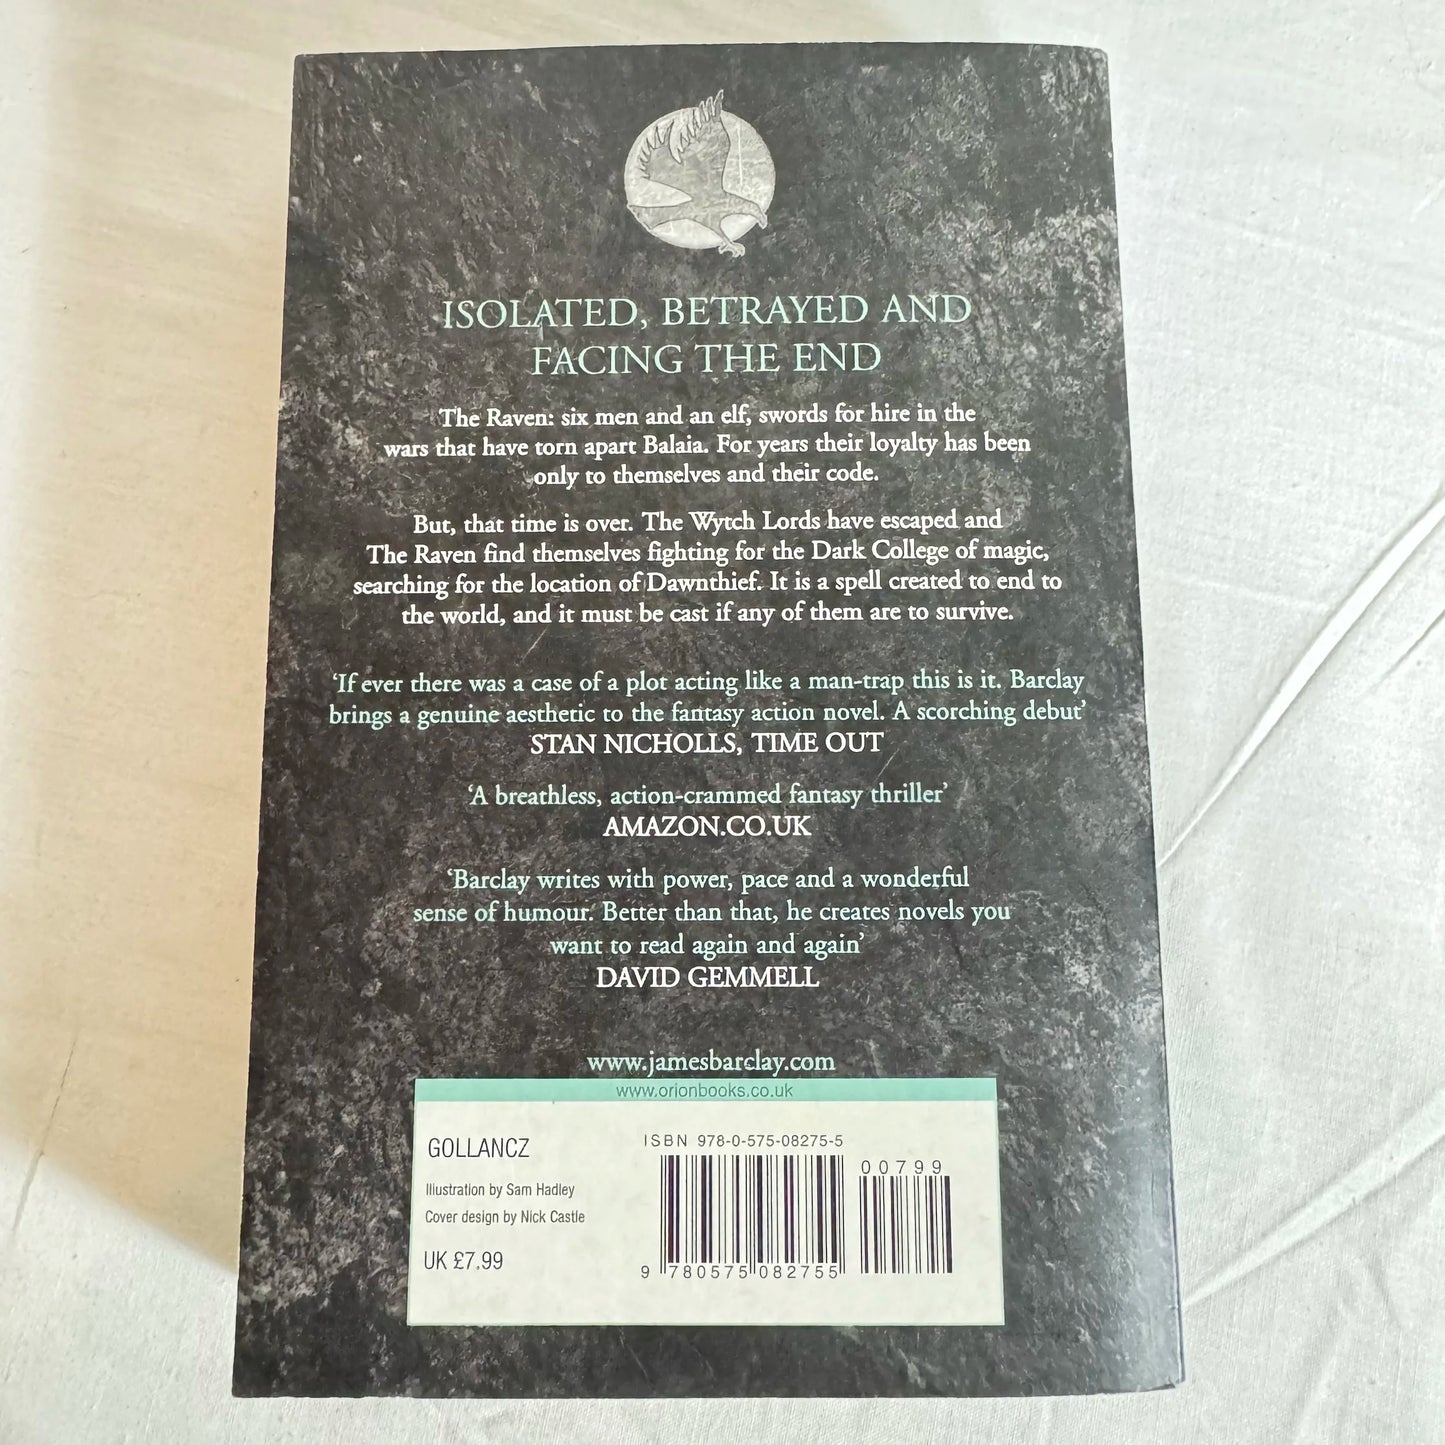 ISOLATED, BETRAYED AND
FACING THE END
The Raven: six men and an elf, swords for hire in the
wars that have torn apart Balaia. For years their loyalty has been
only to themselves and their code.
But, that time is over. The Wytch Lords have escaped and
The Raven find themselves fighting for the Dark College of magic,
searching for the location of Dawnthief. It is a spell created to end to
the world, and it must be cast if any of them are to survive.
‘If ever there was a case of a plot acting like a man-trap this is it. Barclay
brings a genuine aesthetic to the fantasy action novel. A scorching debut’
STAN NICHOLLS, TIME OUT
‘A breathless, action-crammed fantasy thriller’
AMAZON.CO.UK
‘Barclay writes with power, pace and a wonderful
sense of humour. Better than that, he creates novels you
want to read again and again’
DAVID GEMMELL
www.jamesbarclay.com
www.orionbooks.co.uk
GOLLANCZ
Illustration by Sam Hadley
Cover design by Nick Castle
UK £7.99
ISBN 978-0-575-08275-5
00799
9 780575 082755